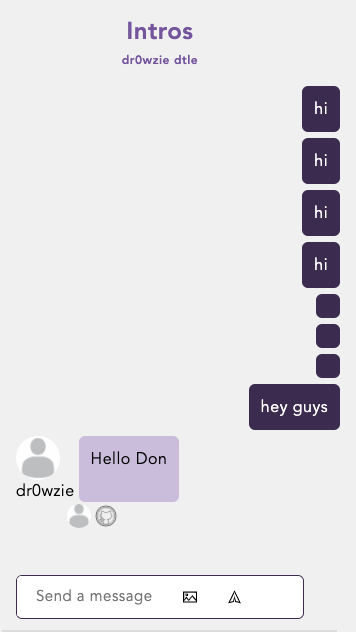 Intros
dr0wzie dtle
hi
hi
hi
hi
hey guys
Hello Don
dr0wzie
Send a message